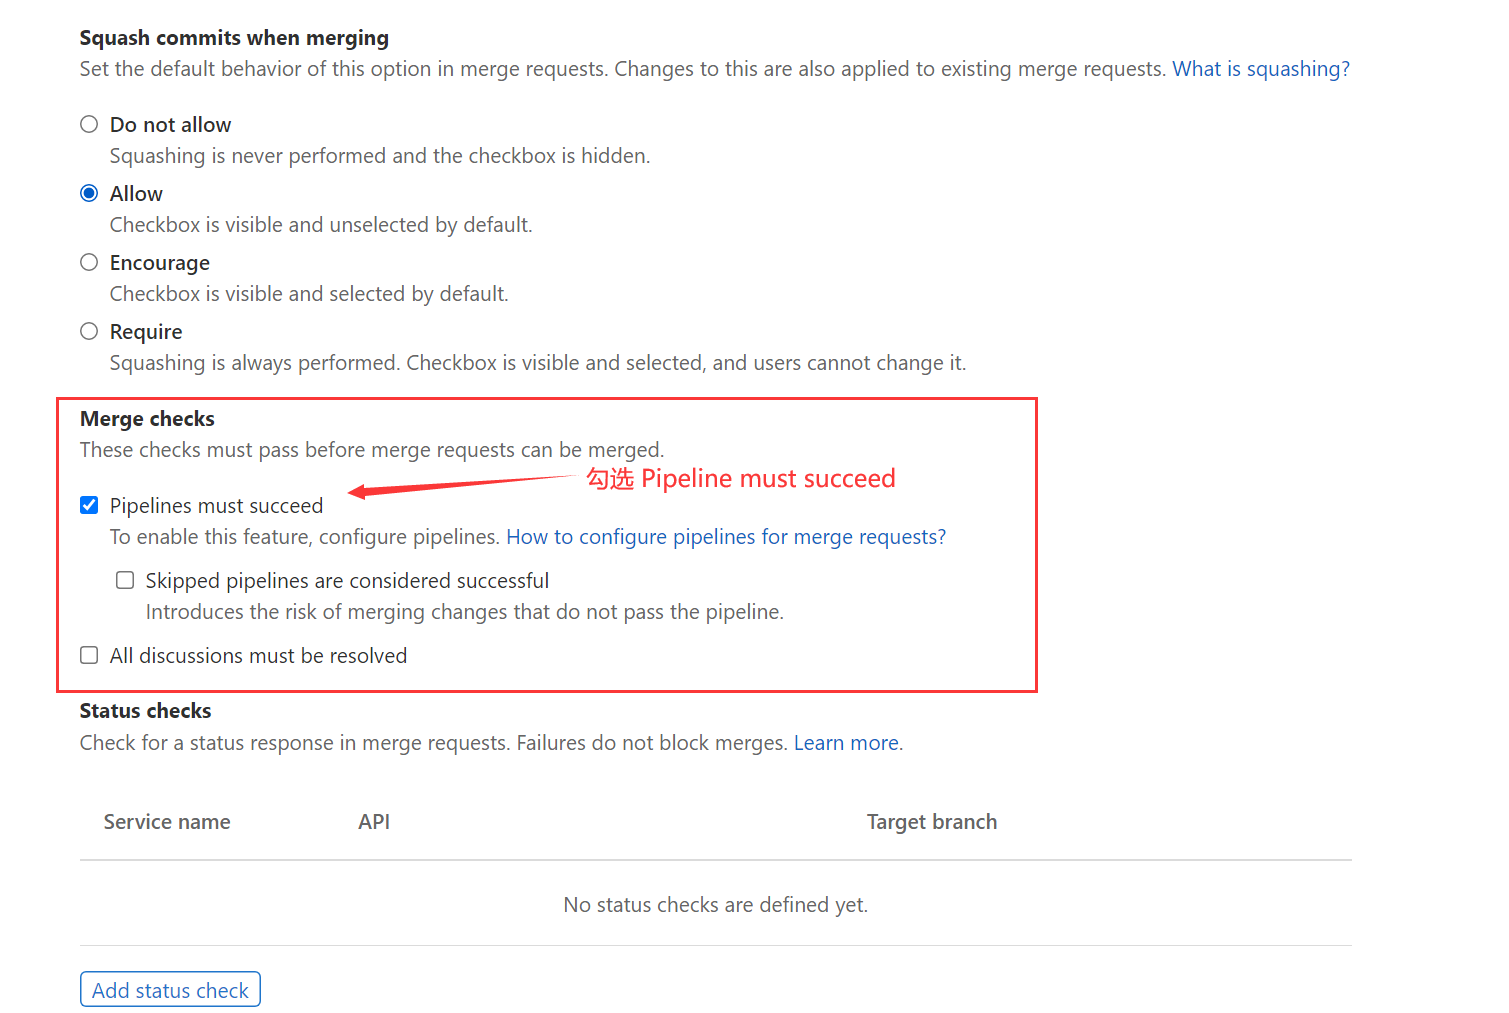 Squash commits when merging
Set the default behavior of this option in merge requests. Changes to this are also applied to existing merge requests. What is squashing?
Do not allow
Squashing is never performed and the checkbox is hidden.
Allow
Checkbox is visible and unselected by default.
Encourage
Checkbox is visible and selected by default.
Require
Squashing is always performed. Checkbox is visible and selected, and users cannot change it.
Merge checks
These checks must pass before merge requests can be merged.
勾选 Pipeline must succeed
Pipelines must succeed
To enable this feature, configure pipelines. How to configure pipelines for merge requests?
Skipped pipelines are considered successful
Introduces the risk of merging changes that do not pass the pipeline.
All discussions must be resolved
Status checks
Check for a status response in merge requests. Failures do not block merges. Learn more.
Service name API Target branch
No status checks are defined yet.
Add status check